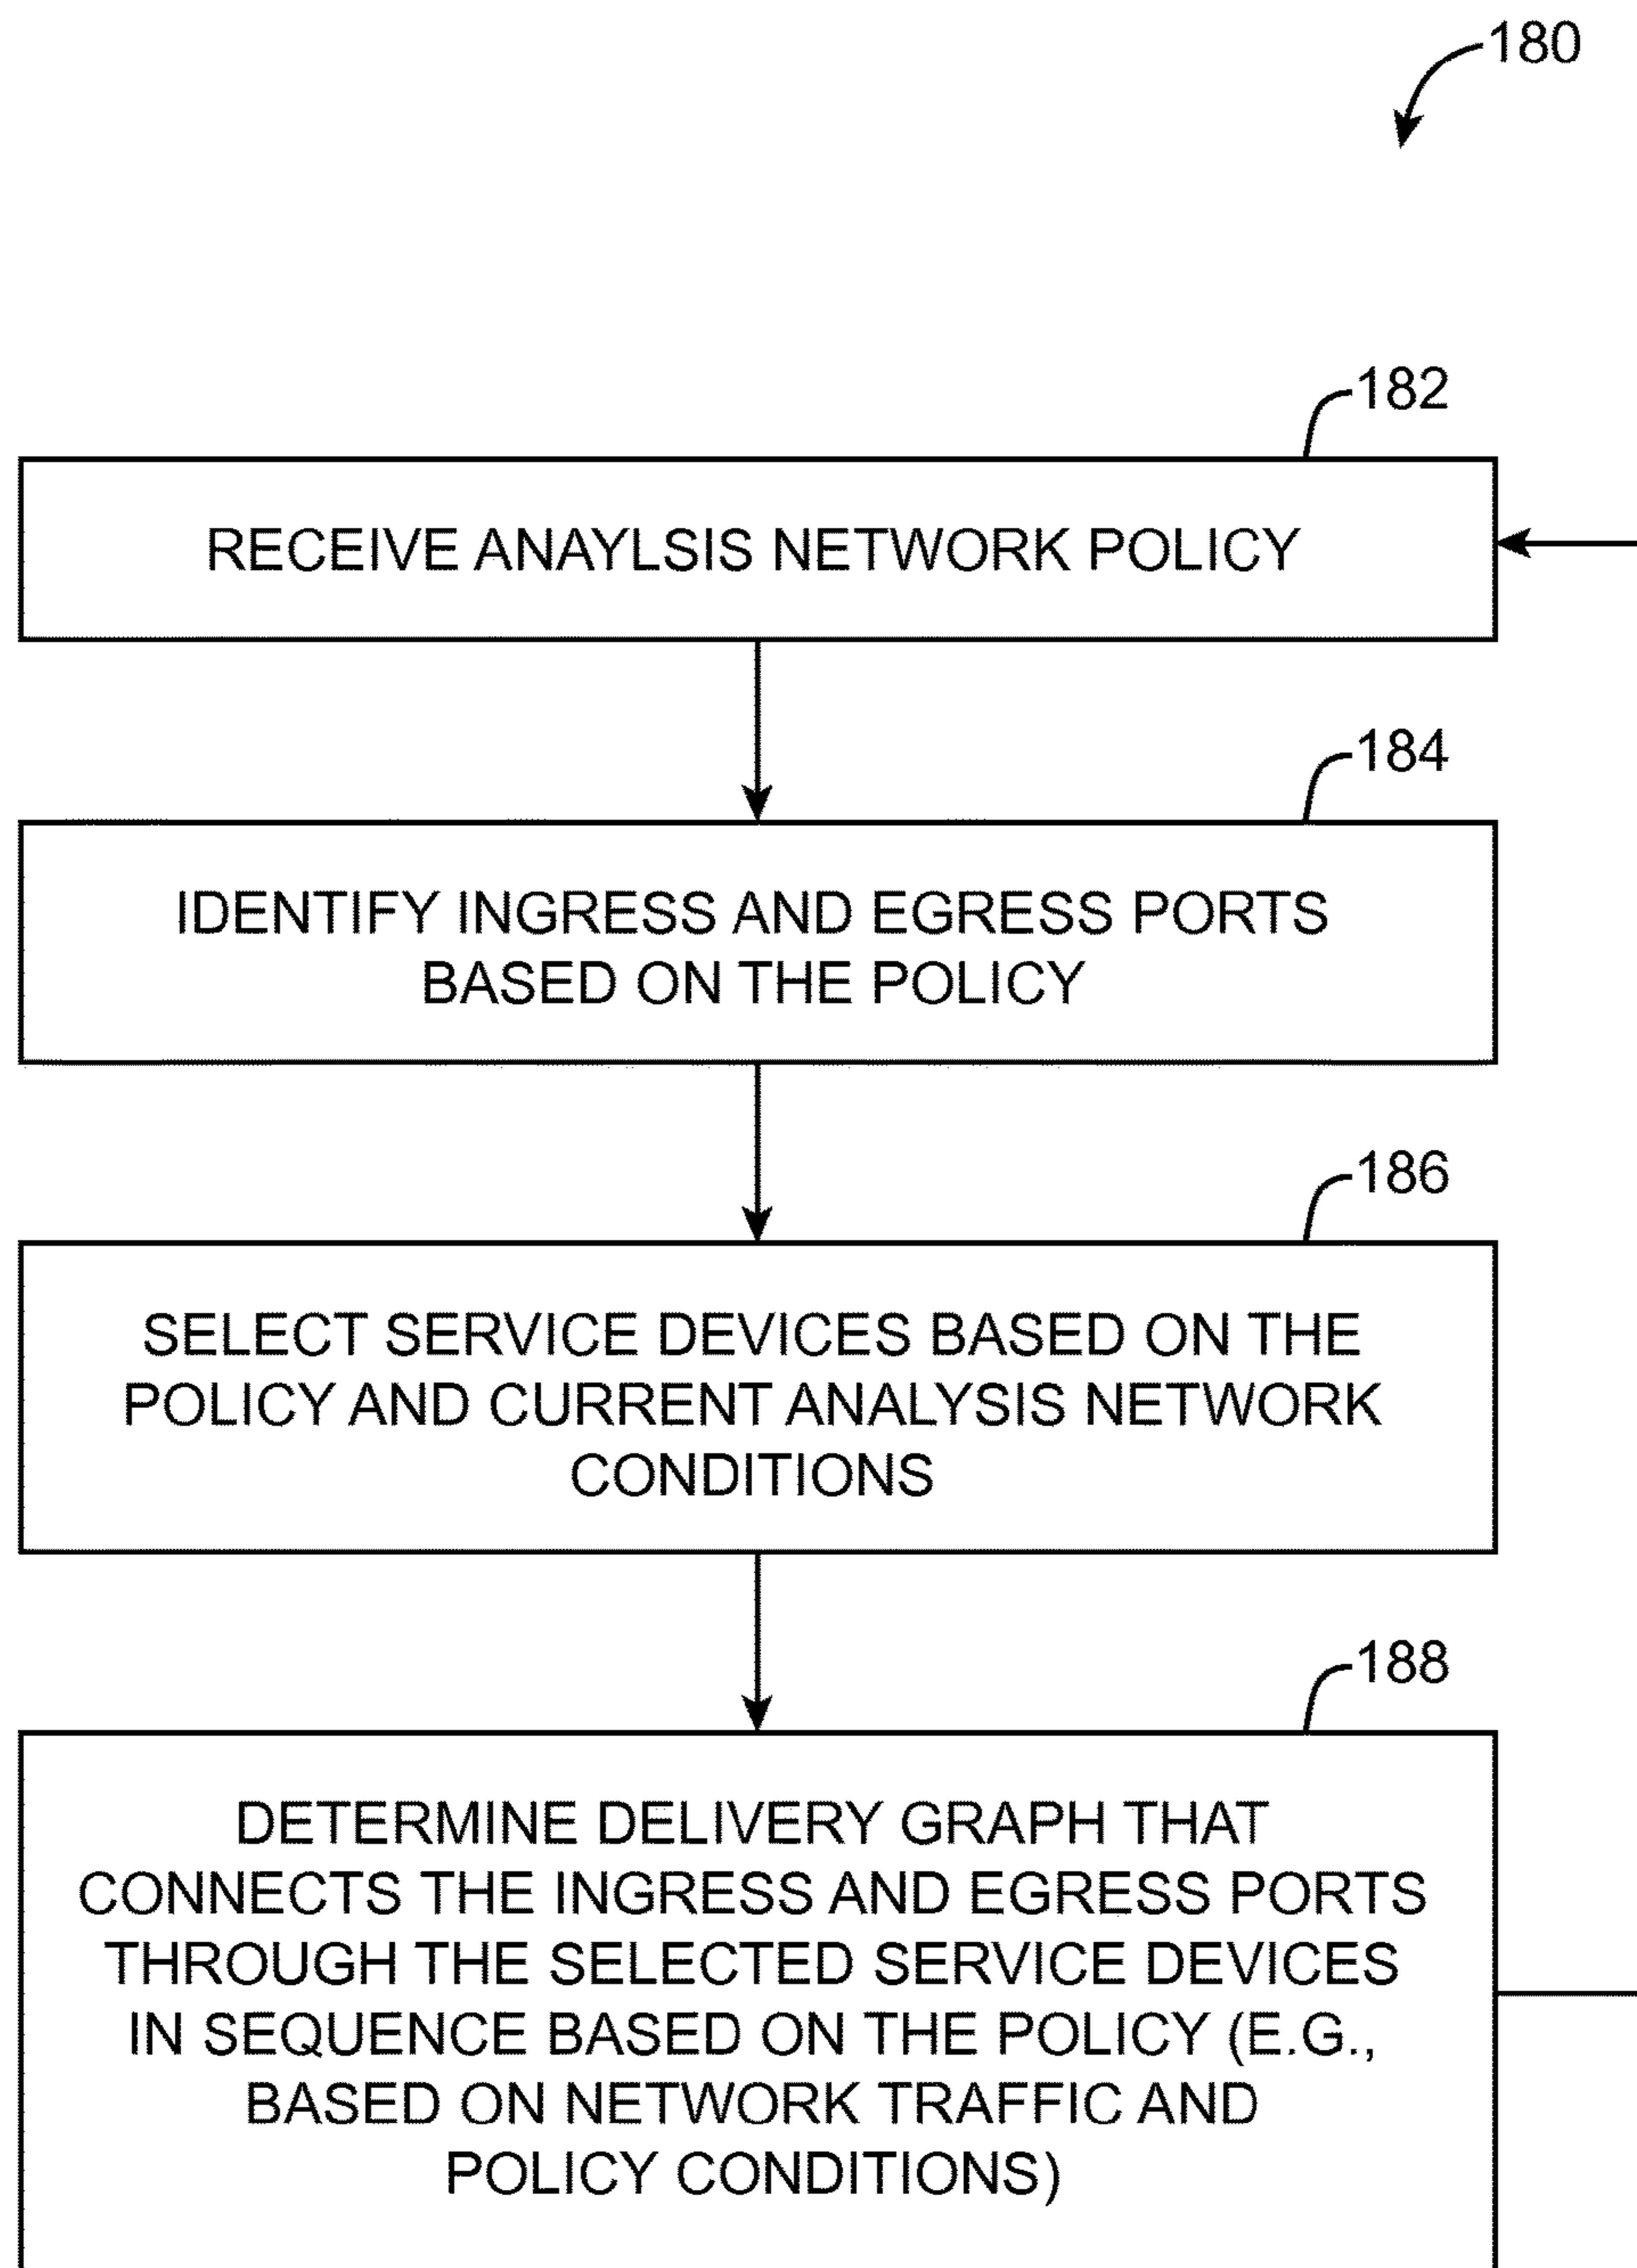 180
182
RECEIVE ANAYLSIS NETWORK POLICY
184
IDENTIFY INGRESS AND EGRESS PORTS
BASED ON THE POLICY
186
SELECT SERVICE DEVICES BASED ON THE
POLICY AND CURRENT ANALYSIS NETWORK
CONDITIONS
188
DETERMINE DELIVERY GRAPH THAT
CONNECTS THE INGRESS AND EGRESS PORTS
THROUGH THE SELECTED SERVICE DEVICES
IN SEQUENCE BASED ON THE POLICY (E.G.,
BASED ON NETWORK TRAFFIC AND
POLICY CONDITIONS)